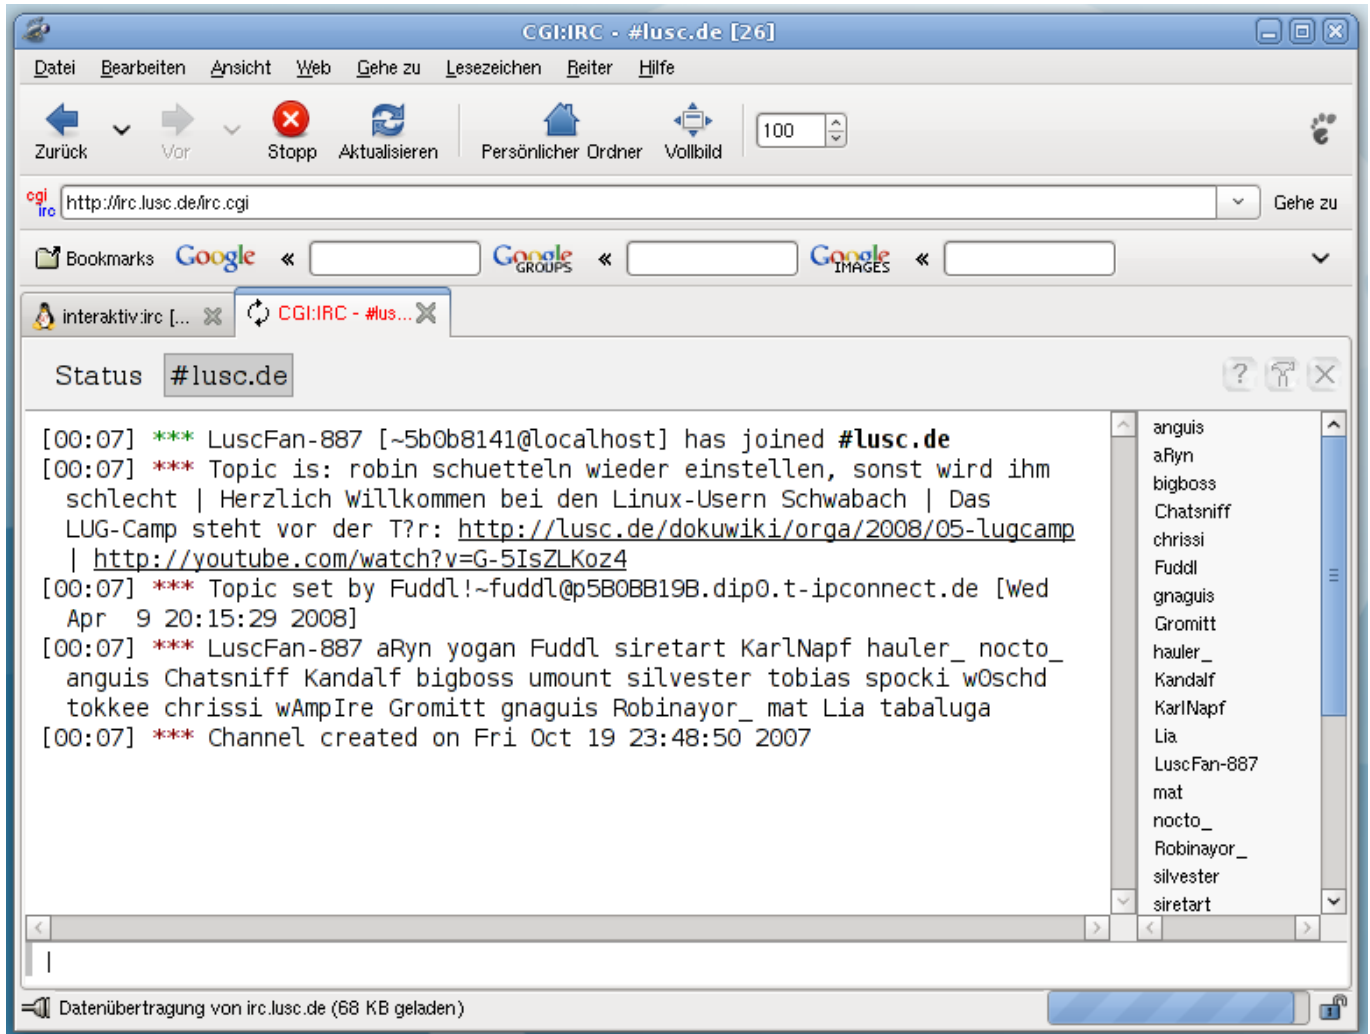 CGI:IRC - #lusc.de [26]
Datei Bearbeiten Ansicht Web Gehe zu Lesezeichen Reiter Hilfe
Zurück Vor Stopp Aktualisieren Persönlicher Ordner Vollbild 100
cgi irc http://irc.lusc.de/irc.cgi Gehe zu
Bookmarks Google « Google GROUPS « Google IMAGES «
interaktiv:irc [... CGI:IRC - #lus...
Status #lusc.de ?
[00:07] *** LuscFan-887 [~5b0b8141@localhost] has joined #lusc.de
[00:07] *** Topic is: robin schuetteln wieder einstellen, sonst wird ihm
schlecht | Herzlich Willkommen bei den Linux-Usern Schwabach | Das
LUG-Camp steht vor der T?r: http://lusc.de/dokuwiki/orga/2008/05-lugcamp
| http://youtube.com/watch?v=G-5IsZLKoz4
[00:07] *** Topic set by Fuddl!~fuddl@p5B0BB19B.dip0.t-ipconnect.de [Wed
Apr  9 20:15:29 2008]
[00:07] *** LuscFan-887 aRyn yogan Fuddl siretart KarlNapf hauler_ nocto_
anguis Chatsniff Kandalf bigboss umount silvester tobias spocki w0schd
tokkee chrissi wAmpIre Gromitt gnaguis Robinayor_ mat Lia tabaluga
[00:07] *** Channel created on Fri Oct 19 23:48:50 2007
anguis
aRyn
bigboss
Chatsniff
chrissi
Fuddl
gnaguis
Gromitt
hauler_
Kandalf
KarlNapf
Lia
LuscFan-887
mat
nocto_
Robinayor_
silvester
siretart
Datenübertragung von irc.lusc.de (68 KB geladen)